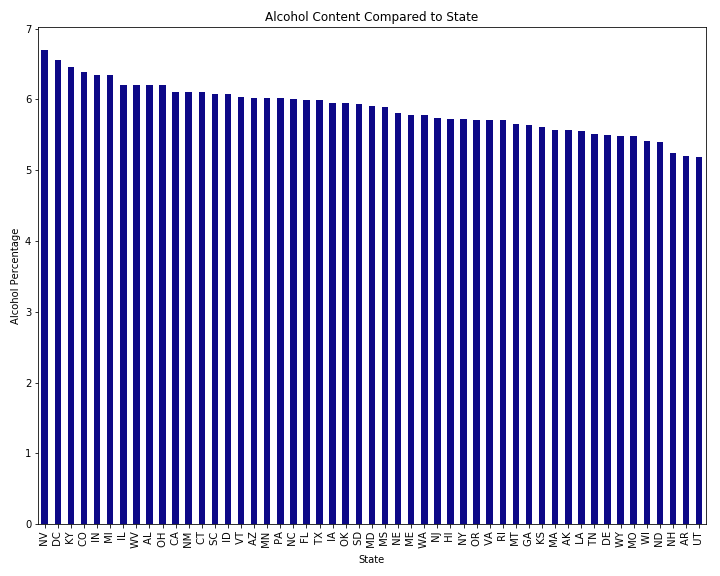 Alcohol Content Compared to State
7
6
5
4
3
2
1
0
Alcohol Percentage
NV DC KY CO IN MI IL WV AL OH CA NM CT SC ID VT AZ MN PA NC FL TX IA OK SD MD MS NE ME WA NJ HI NY OR VA RI MT GA KS MA AK LA TN DE WY MO WI ND NH AR UT
State